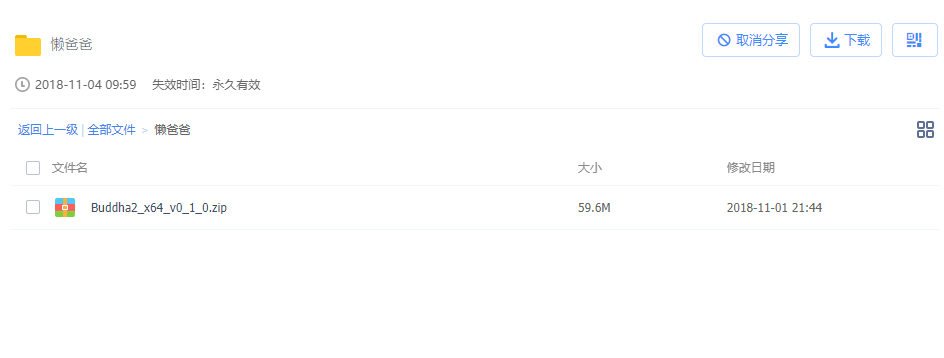 懒爸爸
取消分享
下载
2018-11-04 09:59 失效时间：永久有效
返回上一级 | 全部文件 > 懒爸爸
文件名 大小 修改日期
Buddha2_x64_v0_1_0.zip 59.6M 2018-11-01 21:44